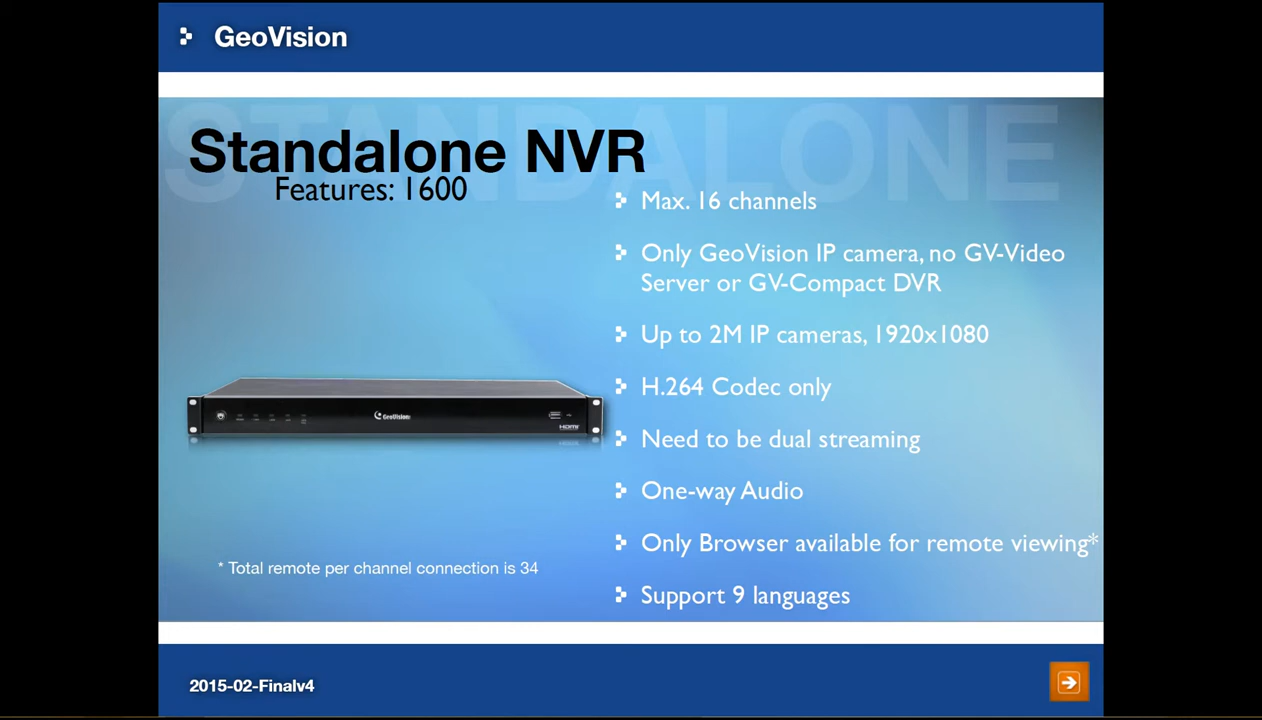 GeoVision
STANDALONE
Standalone NVR
Features: 1600
Max. 16 channels
Only GeoVision IP camera, no GV-Video
Server or GV-Compact DVR
Up to 2M IP cameras, 1920x1080
H.264 Codec only
Need to be dual streaming
One-way Audio
Only Browser available for remote viewing*
Support 9 languages
GeoVision
HDMI
* Total remote per channel connection is 34
2015-02-Finalv4